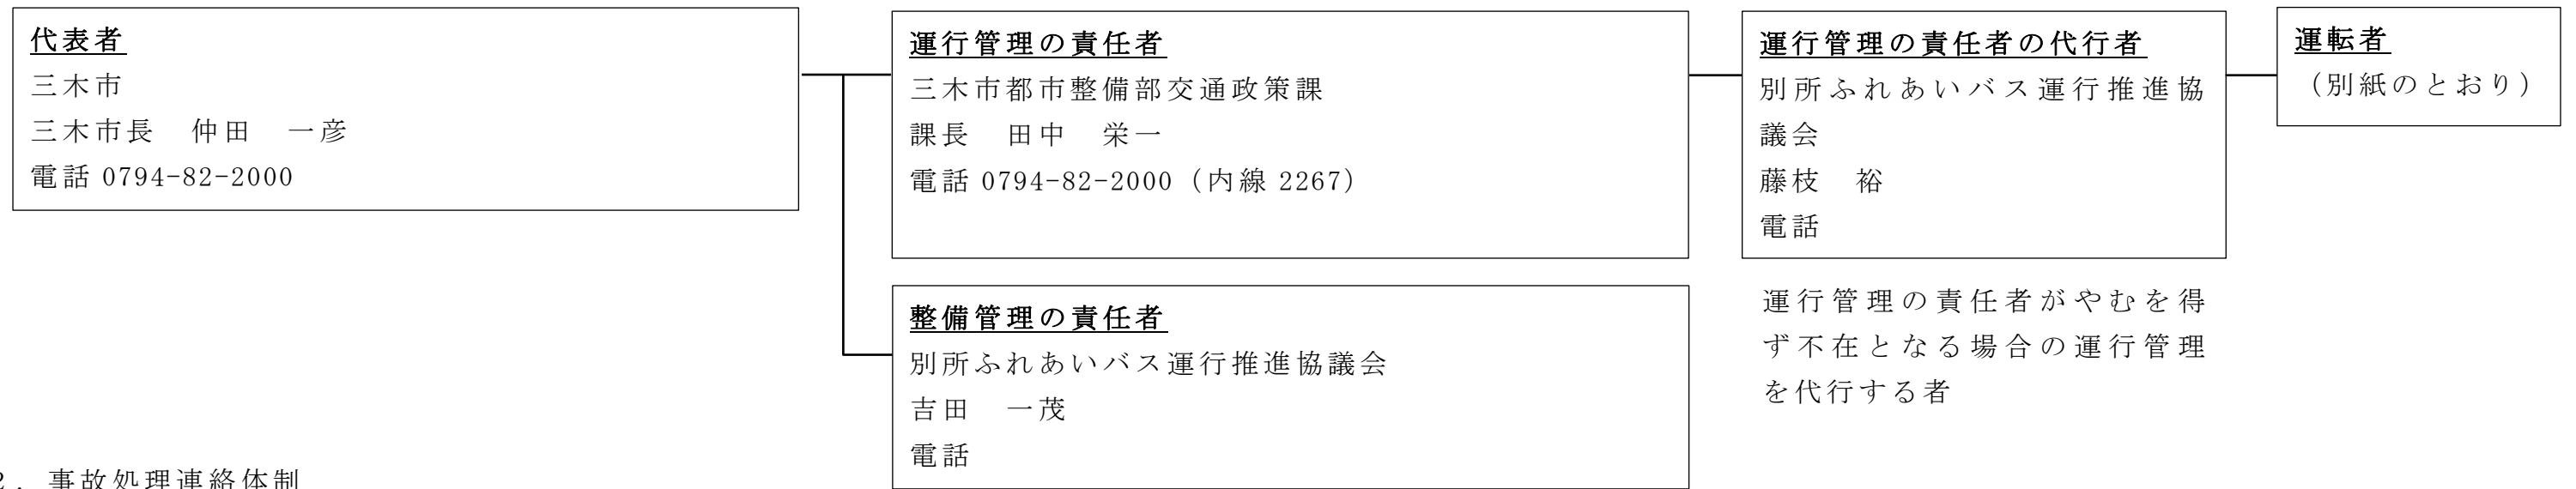 代表者
三木市
三木市長　仲田　一彦
電話 0794-82-2000
運行管理の責任者
三木市都市整備部交通政策課
課長　田中　栄一
電話 0794-82-2000（内線 2267）
運行管理の責任者の代行者
別所ふれあいバス運行推進協
議会
藤枝　裕
電話
運転者
（別紙のとおり）
運行管理の責任者がやむを得
ず不在となる場合の運行管理
を代行する者
整備管理の責任者
別所ふれあいバス運行推進協議会
吉田　一茂
電話
２．事故処理連絡体制